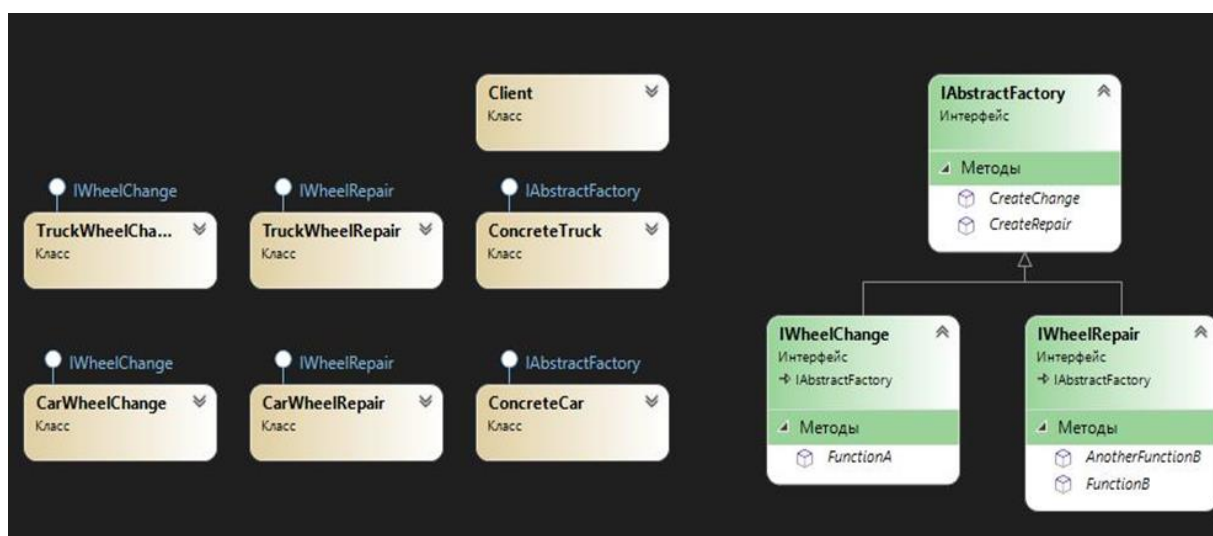 Client
Класс
IWheelChange
TruckWheelCha...
Класс
IWheelRepair
TruckWheelRepair
Класс
IAbstractFactory
ConcreteTruck
Класс
IWheelChange
CarWheelChange
Класс
IWheelRepair
CarWheelRepair
Класс
IAbstractFactory
ConcreteCar
Класс
IAbstractFactory
Интерфейс
Методы
CreateChange
CreateRepair
IWheelChange
Интерфейс
IAbstractFactory
Методы
FunctionA
IWheelRepair
Интерфейс
IAbstractFactory
Методы
AnotherFunctionB
FunctionB